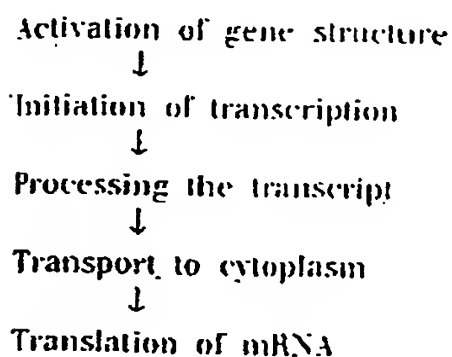 Activation of gene structure
↓
Initiation of transcription
↓
Processing the transcript
↓
Transport to cytoplasm
↓
Translation of mRNA